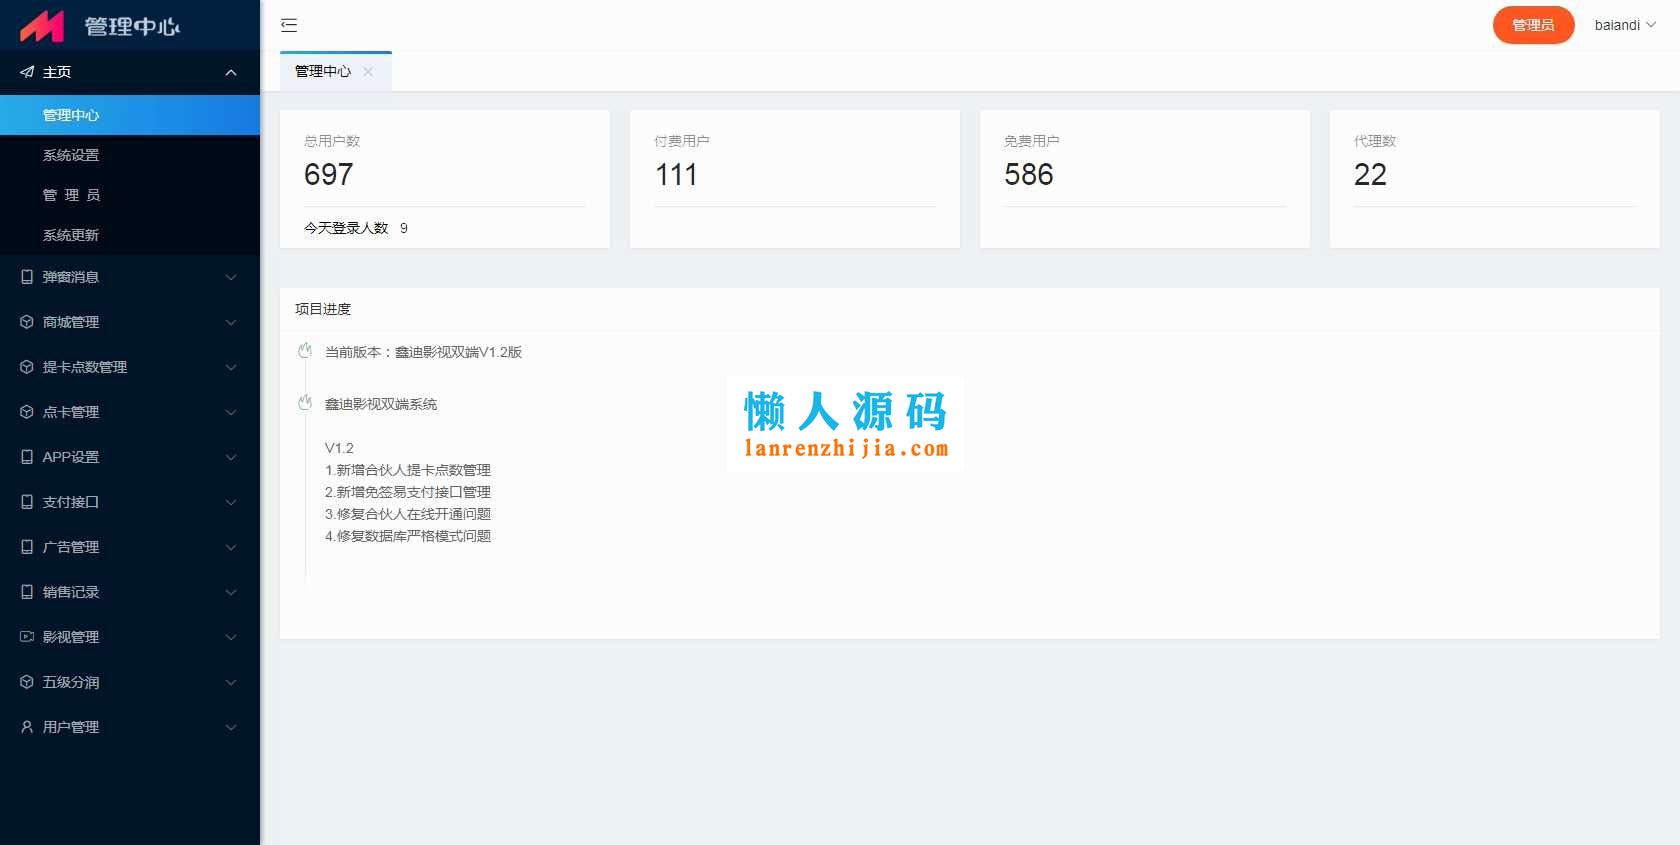 管理中心
主页
管理中心
系统设置
管 理 员
系统更新
弹窗消息
商城管理
提卡点数管理
点卡管理
APP设置
支付接口
广告管理
销售记录
影视管理
五级分润
用户管理
管理员
baiandi
管理中心
总用户数
697
今天登录人数 9
付费用户
111
免费用户
586
代理数
22
项目进度
当前版本：鑫迪影视双端V1.2版
鑫迪影视双端系统
V1.2
1.新增合伙人提卡点数管理
2.新增免签易支付接口管理
3.修复合伙人在线开通问题
4.修复数据库严格模式问题
懒人源码
lanrenzhijia.com